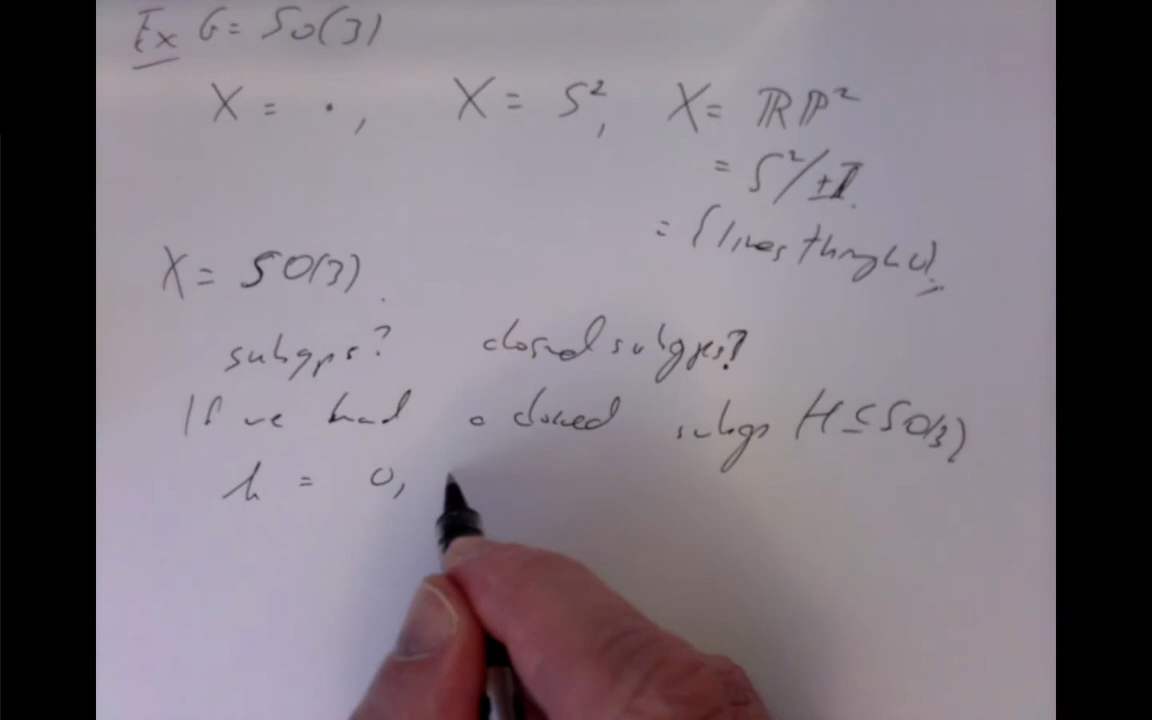 Ex G = SO(3)
X = ·, X = S², X = ℝℙ²
= S²/±I.
= {lines through 0}
X = SO(3).
subgps? closed subgps?
If we had a closed subgp H ≤ SO(3)
h = 0,